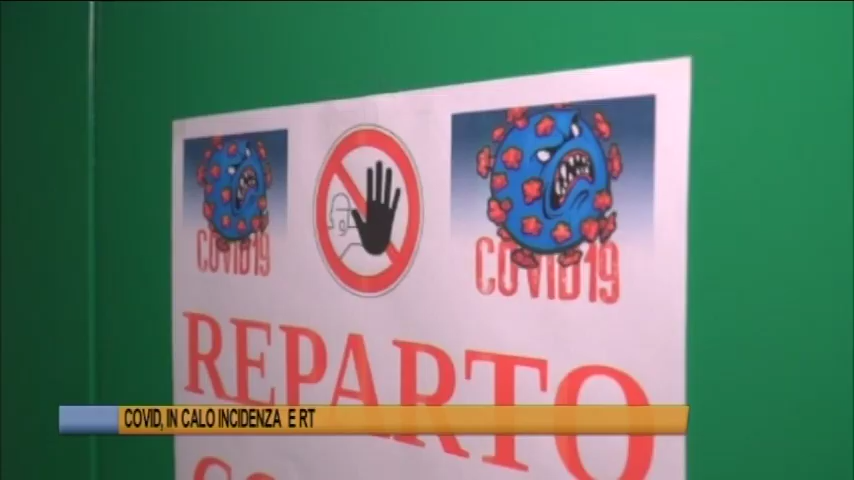 COVID19 COVID19
REPARTO
COVID, IN CALO INCIDENZA E RT